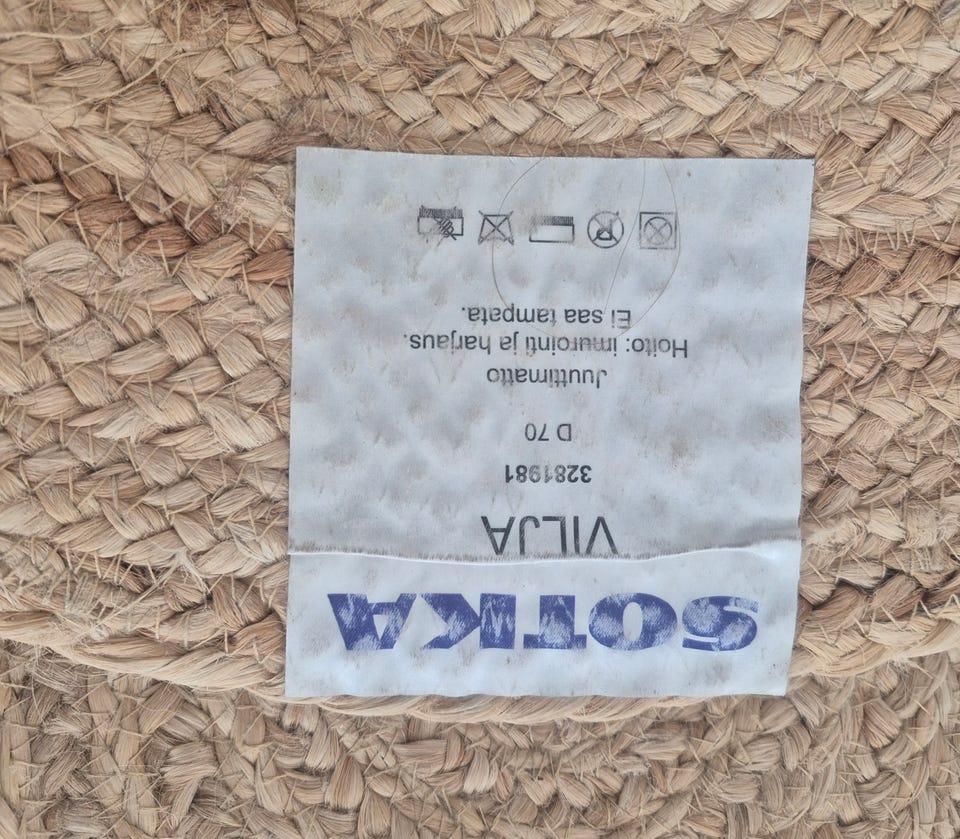 SOTKA
VILJA
3281981
D 70
Juuttimatto
Hoito: imurointi ja harjaus.
Ei saa tampata.